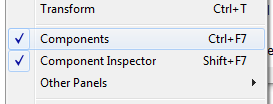 Transform Ctrl+T
Components Ctrl+F7
Component Inspector Shift+F7
Other Panels